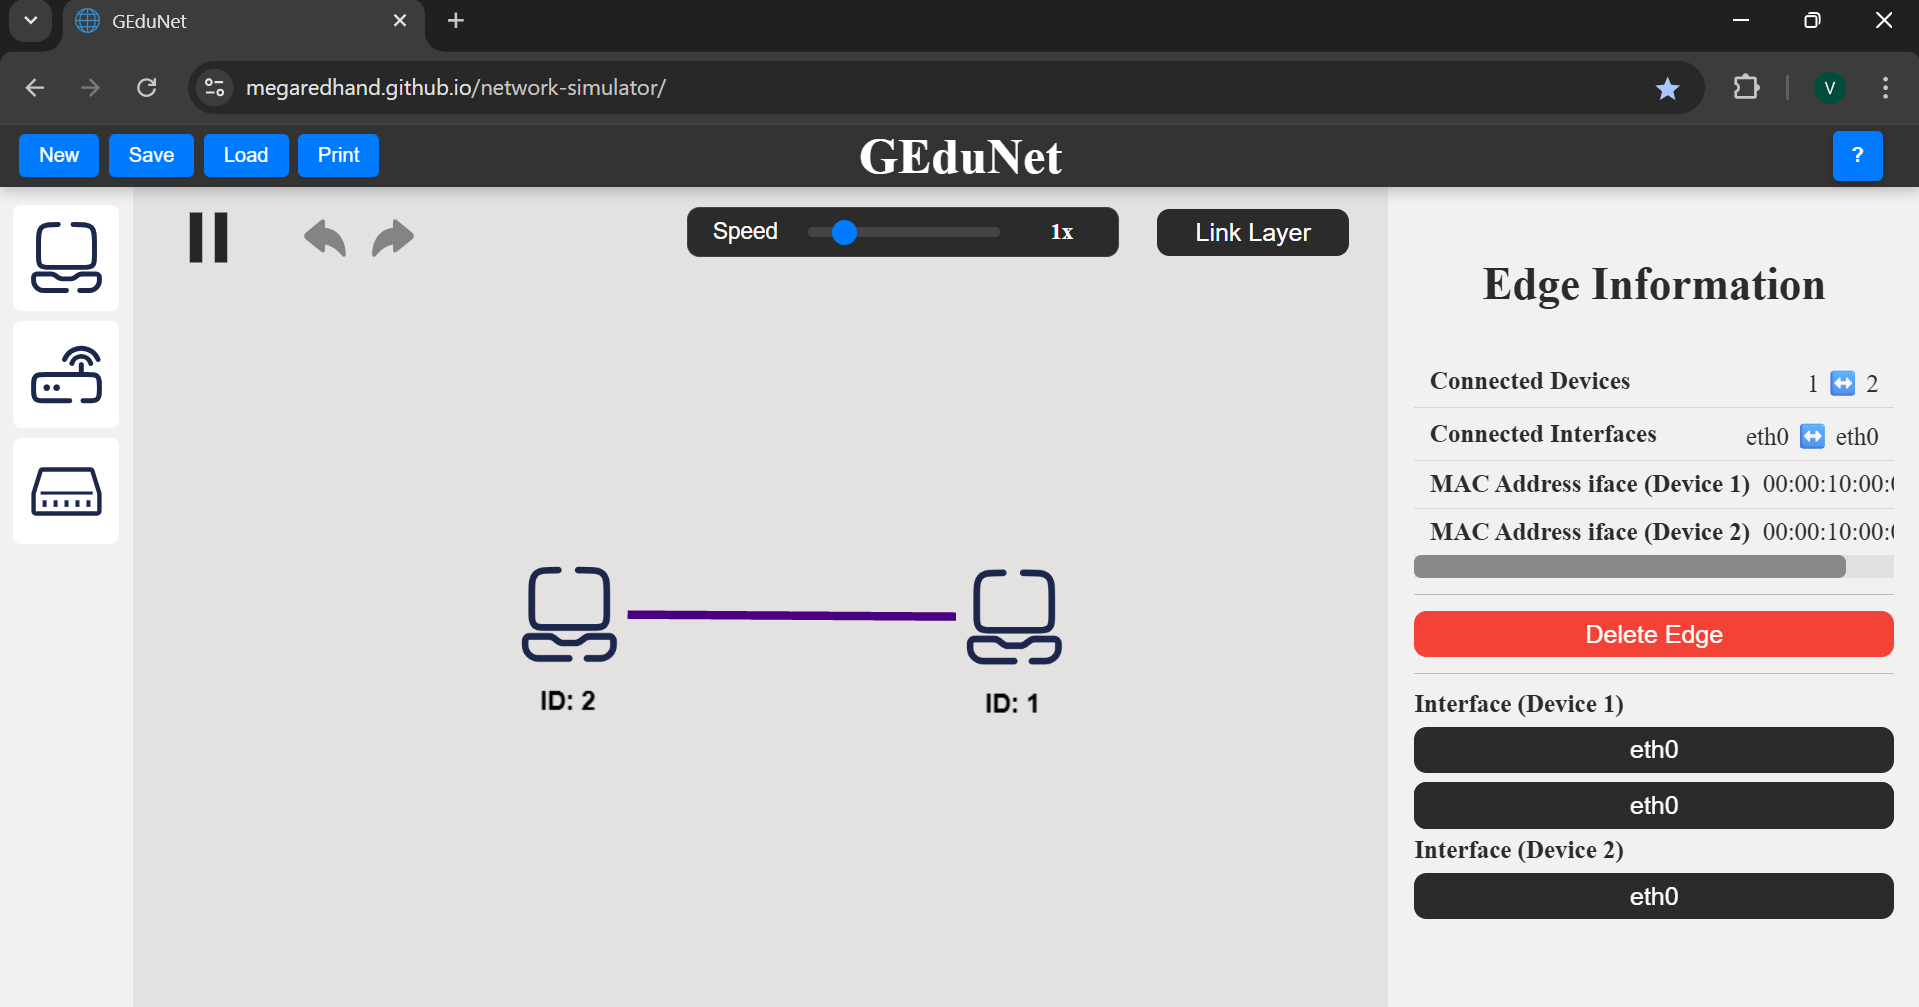 GEduNet
megaredhand.github.io/network-simulator/
V
New Save Load Print
GEduNet
?
Speed 1x
Link Layer
Edge Information
Connected Devices 1 ↔ 2
Connected Interfaces eth0 ↔ eth0
MAC Address iface (Device 1) 00:00:10:00:
MAC Address iface (Device 2) 00:00:10:00:
Delete Edge
Interface (Device 1)
eth0
eth0
Interface (Device 2)
eth0
ID: 2
ID: 1